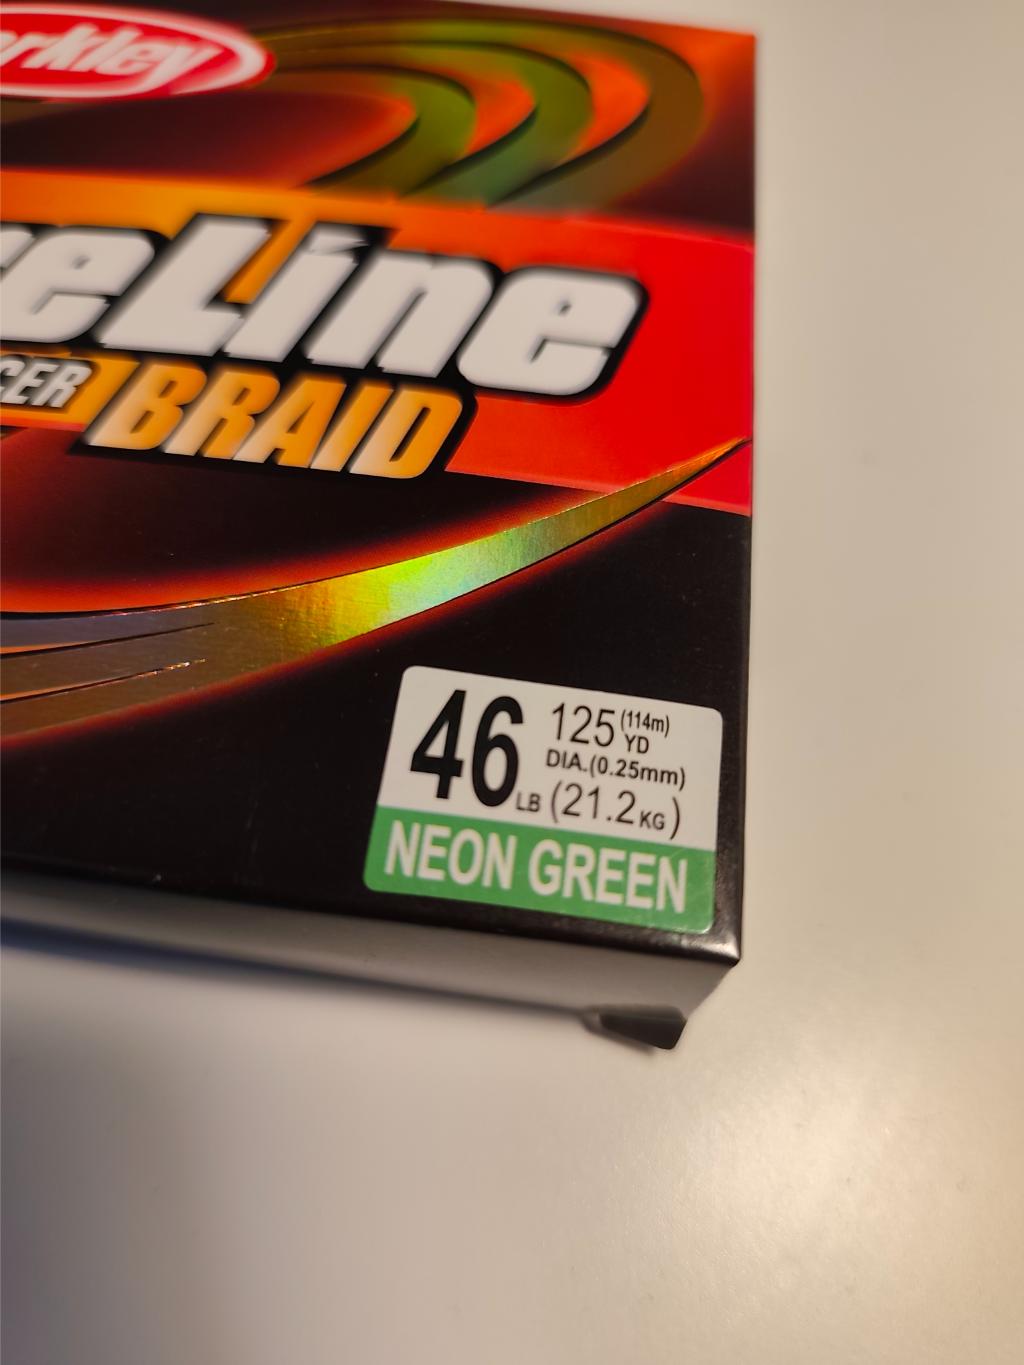 rkley
eLine
CER BRAID
46 LB
125 YD (114m)
DIA.(0.25mm)
(21.2 KG)
NEON GREEN